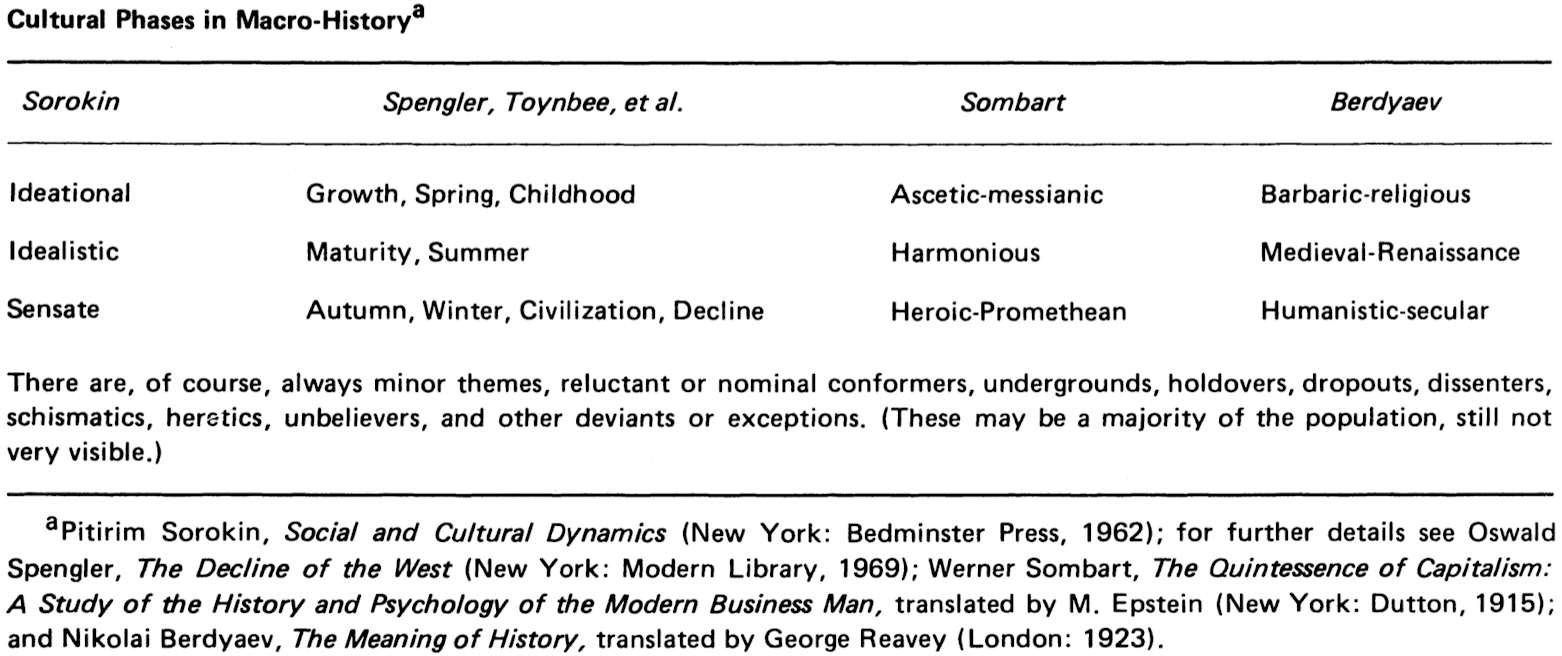 Cultural Phases in Macro-Historyª
Sorokin Spengler, Toynbee, et al. Sombart Berdyaev
Ideational Growth, Spring, Childhood Ascetic-messianic Barbaric-religious
Idealistic Maturity, Summer Harmonious Medieval-Renaissance
Sensate Autumn, Winter, Civilization, Decline Heroic-Promethean Humanistic-secular
There are, of course, always minor themes, reluctant or nominal conformers, undergrounds, holdovers, dropouts, dissenters,
schismatics, heretics, unbelievers, and other deviants or exceptions. (These may be a majority of the population, still not
very visible.)
ªPitirim Sorokin, Social and Cultural Dynamics (New York: Bedminster Press, 1962); for further details see Oswald
Spengler, The Decline of the West (New York: Modern Library, 1969); Werner Sombart, The Quintessence of Capitalism:
A Study of the History and Psychology of the Modern Business Man, translated by M. Epstein (New York: Dutton, 1915);
and Nikolai Berdyaev, The Meaning of History, translated by George Reavey (London: 1923).